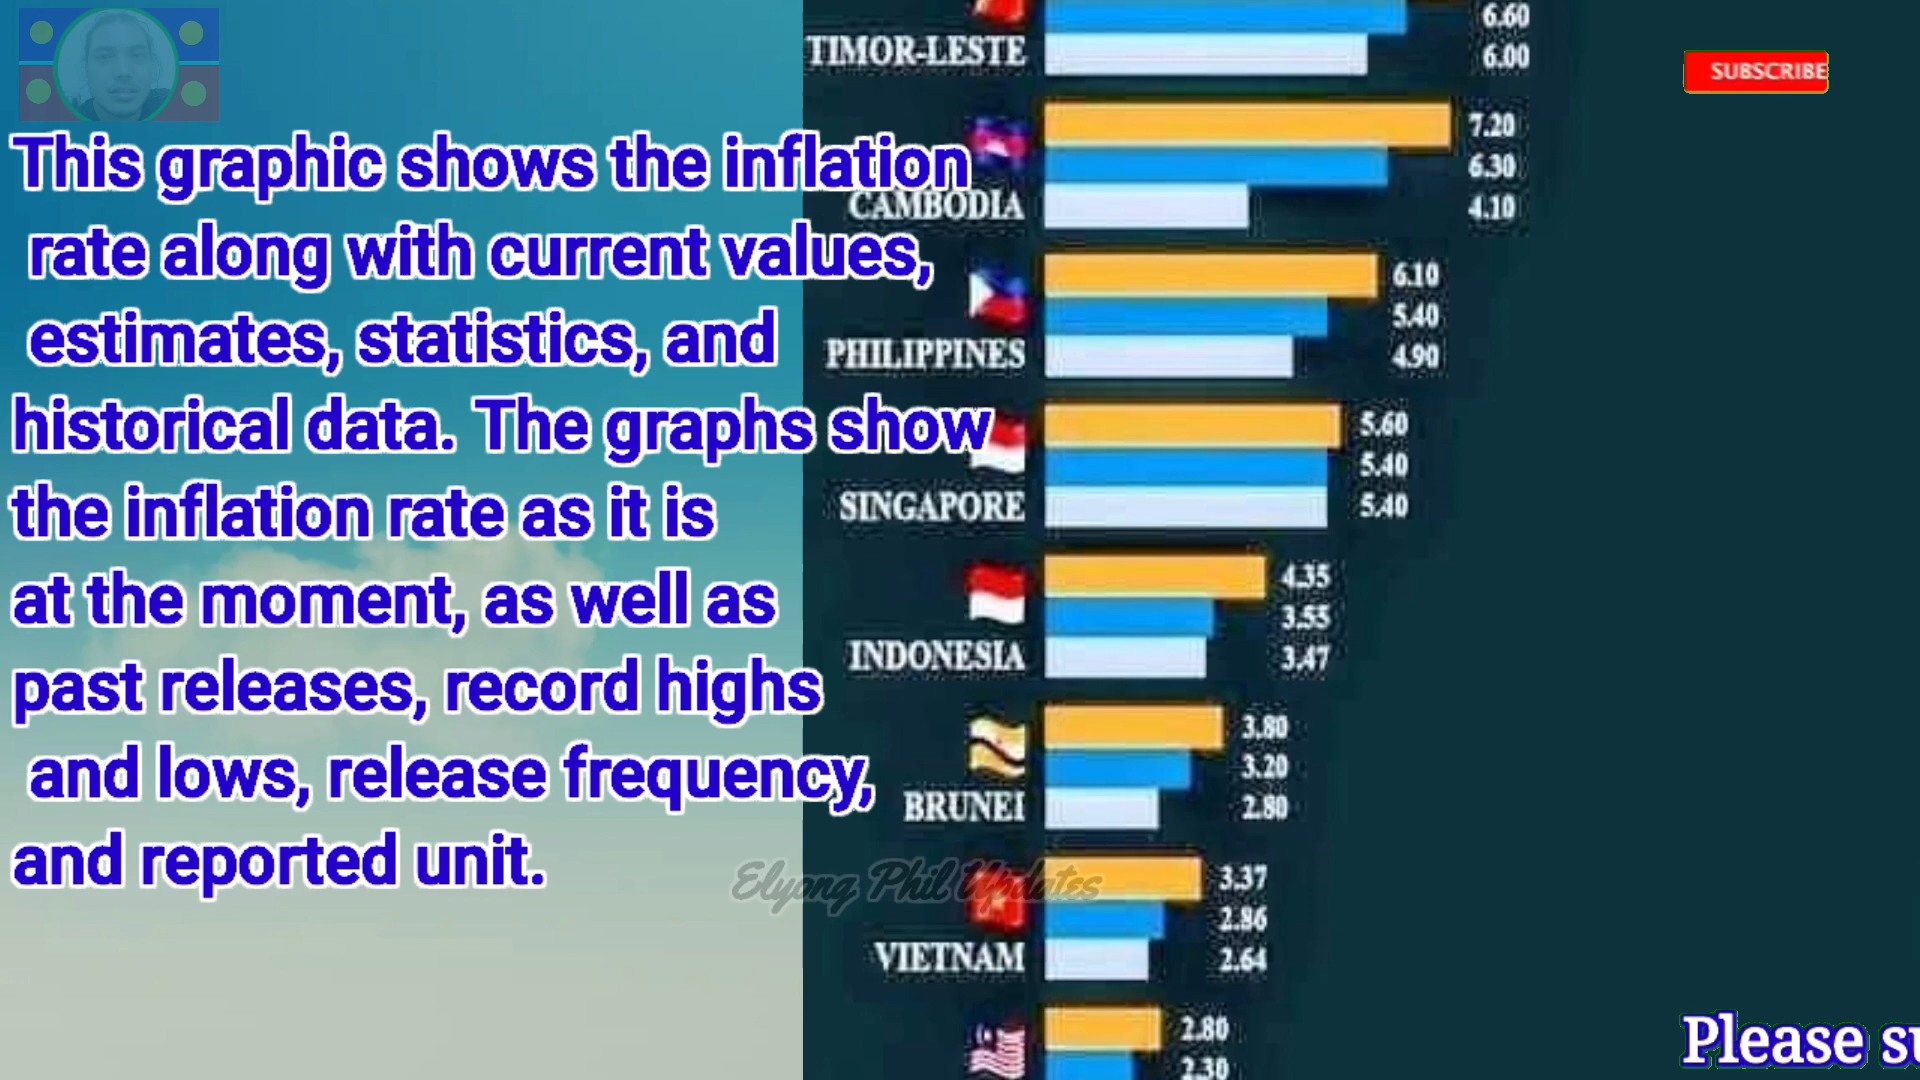 This graphic shows the inflation
rate along with current values,
estimates, statistics, and
historical data. The graphs show
the inflation rate as it is
at the moment, as well as
past releases, record highs
and lows, release frequency,
and reported unit.
6.60
TIMOR-LESTE
6.00
7.20
6.30
CAMBODIA
4.10
6.10
5.40
PHILIPPINES
4.90
5.60
5.40
SINGAPORE
5.40
4.35
3.55
INDONESIA
3.47
3.80
3.20
BRUNEI
2.80
3.37
2.86
VIETNAM
2.64
2.80
2.30
Elyong Phil Updates
SUBSCRIBE
Please su